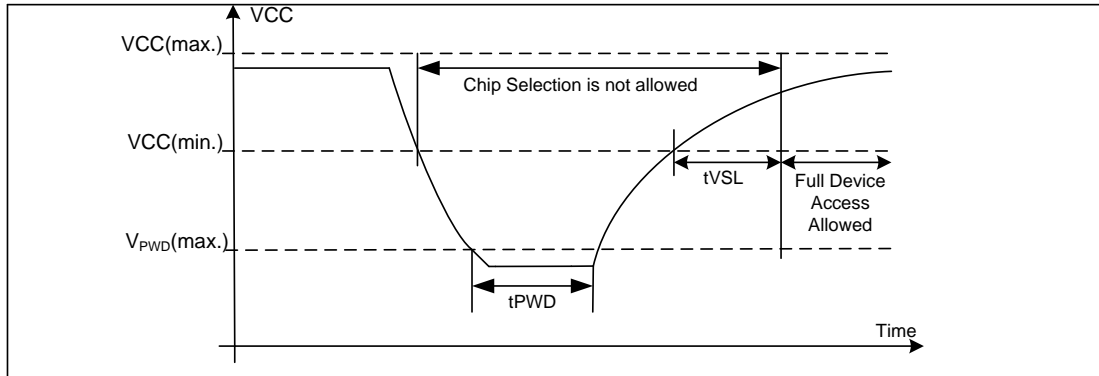 VCC
VCC(max.)
Chip Selection is not allowed
VCC(min.)
tVSL
Full Device
Access
Allowed
VPWD(max.)
tPWD
Time